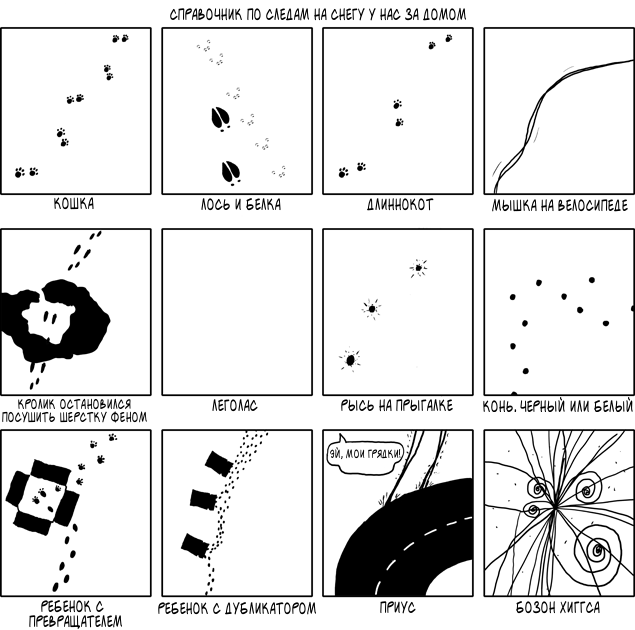 СПРАВОЧНИК ПО СЛЕДАМ НА СНЕГУ У НАС ЗА ДОМОМ
КОШКА
ЛОСЬ И БЕЛКА
ДЛИННОКОТ
МЫШКА НА ВЕЛОСИПЕДЕ
КРОЛИК ОСТАНОВИЛСЯ
ПОСУШИТЬ ШЕРСТКУ ФЕНОМ
ЛЕГОЛАС
РЫСЬ НА ПРЫГАЛКЕ
КОНЬ. ЧЕРНЫЙ ИЛИ БЕЛЫЙ
РЕБЕНОК С
ПРЕВРАЩАТЕЛЕМ
РЕБЕНОК С ДУБЛИКАТОРОМ
ЭЙ, МОИ ГРЯДКИ!
ПРИУС
БОЗОН ХИГГСА